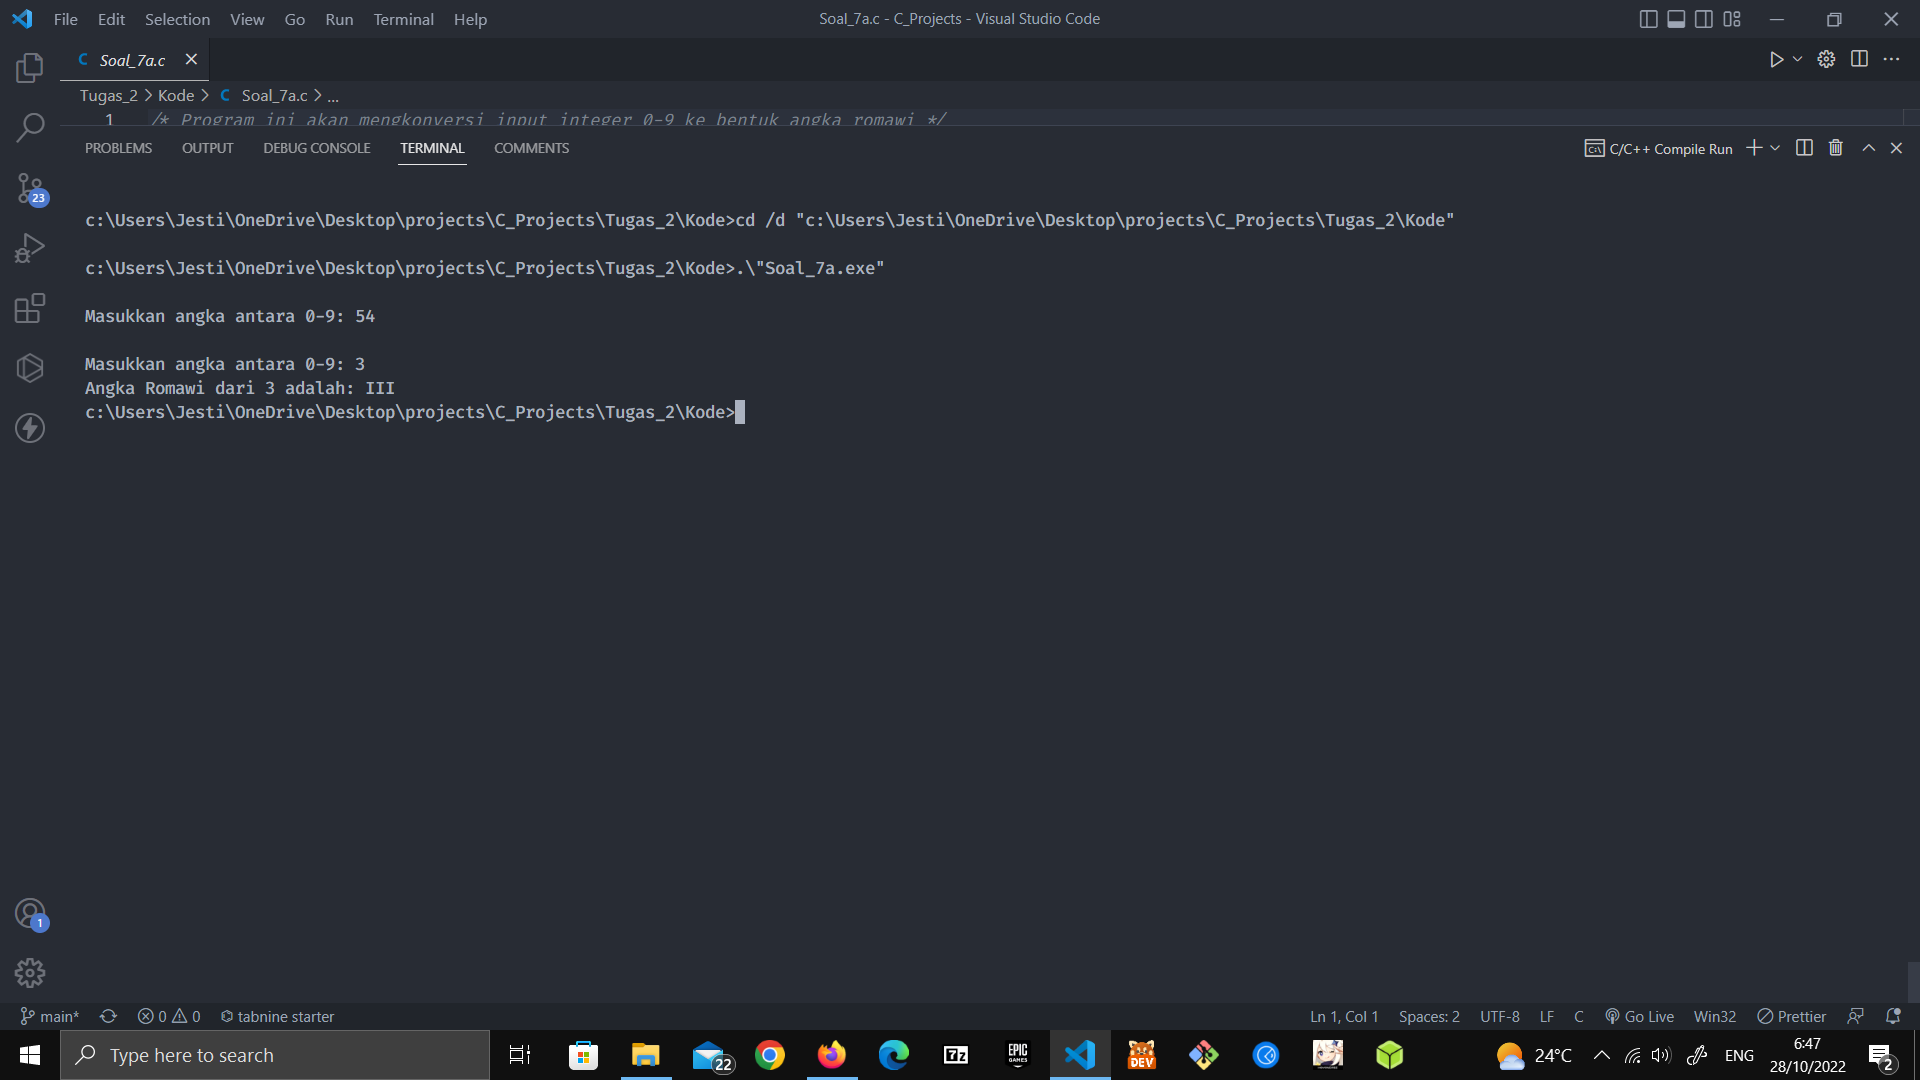 File Edit Selection View Go Run Terminal Help
Soal_7a.c - C_Projects - Visual Studio Code
C Soal_7a.c
Tugas_2 > Kode > C Soal_7a.c > ...
1 /* Program ini akan mengkonversi input integer 0-9 ke bentuk angka romawi */
PROBLEMS OUTPUT DEBUG CONSOLE TERMINAL COMMENTS
C/C++ Compile Run
23
c:\Users\Jesti\OneDrive\Desktop\projects\C_Projects\Tugas_2\Kode>cd /d "c:\Users\Jesti\OneDrive\Desktop\projects\C_Projects\Tugas_2\Kode"
c:\Users\Jesti\OneDrive\Desktop\projects\C_Projects\Tugas_2\Kode>.\"Soal_7a.exe"
Masukkan angka antara 0-9: 54
Masukkan angka antara 0-9: 3
Angka Romawi dari 3 adalah: III
c:\Users\Jesti\OneDrive\Desktop\projects\C_Projects\Tugas_2\Kode>
1
main* 0 0 tabnine starter
Ln 1, Col 1 Spaces: 2 UTF-8 LF C Go Live Win32 Prettier
Type here to search
22
7z
EPIC GAMES
DEV
24°C
ENG
6:47
28/10/2022
2